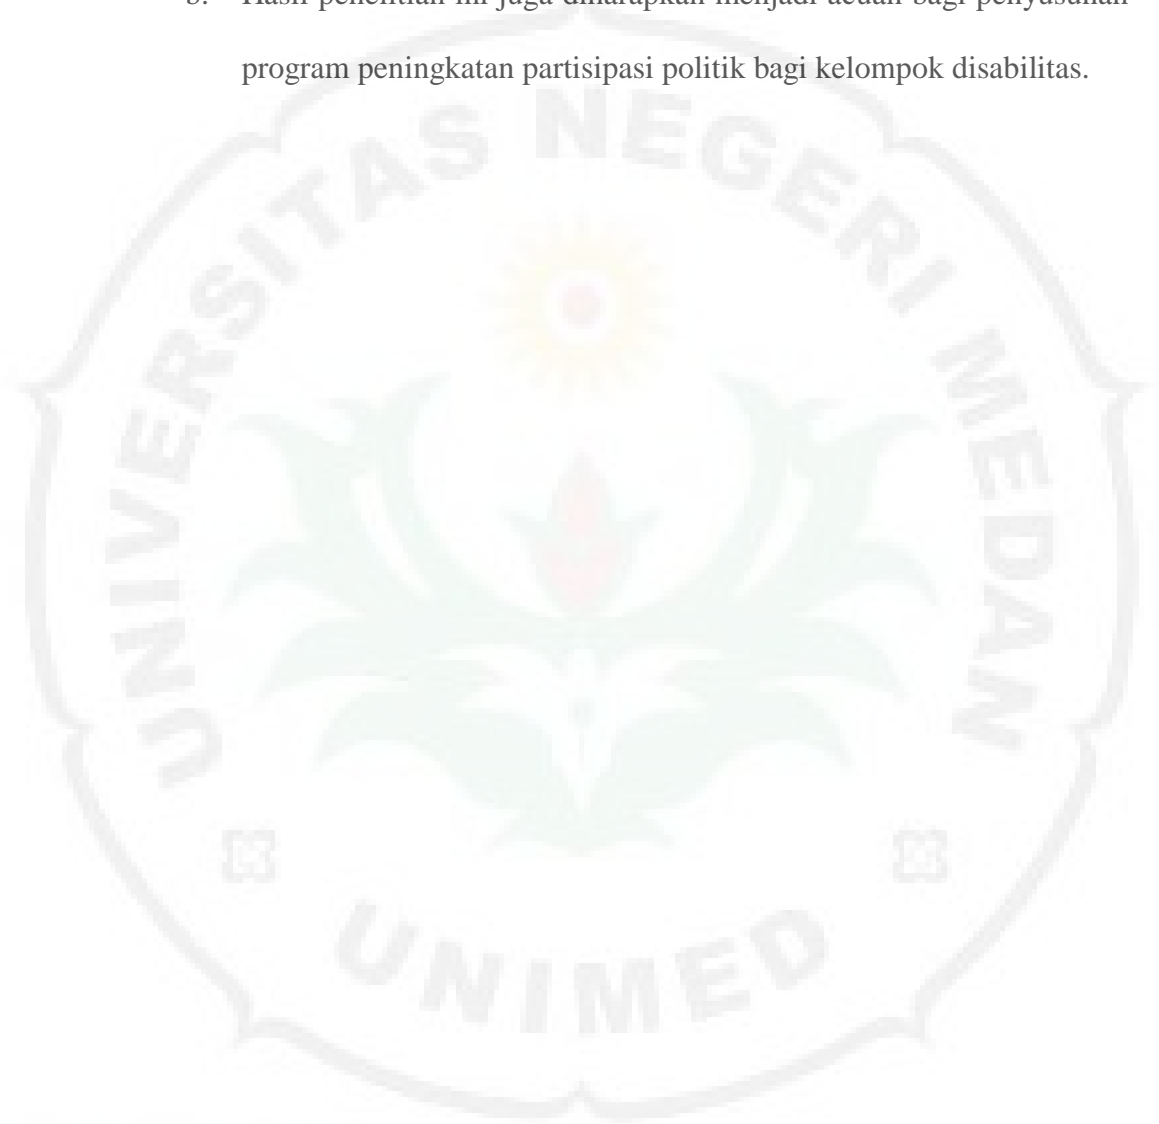 b. Hasil penelitian ini juga diharapkan menjadi acuan bagi penyusunan
program peningkatan partisipasi politik bagi kelompok disabilitas.
UNIVERSITAS NEGERI MEDAN
UNIMED